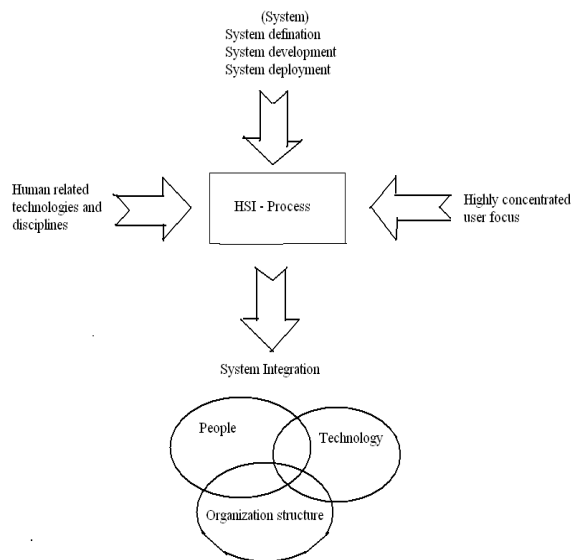 (System)
System defination
System development
System deployment
Human related
technologies and
disciplines
HSI - Process
Highly concentrated
user focus
System Integration
People
Technology
Organization structure